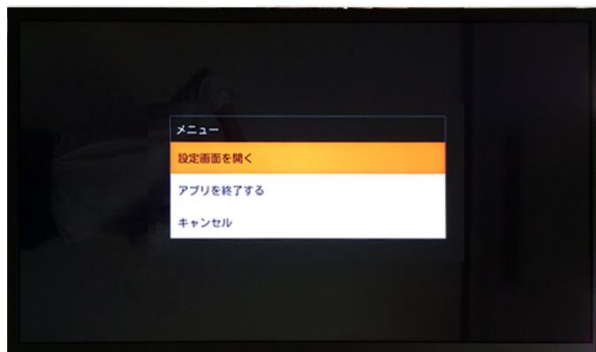 メニュー
設定画面を開く
アプリを終了する
キャンセル